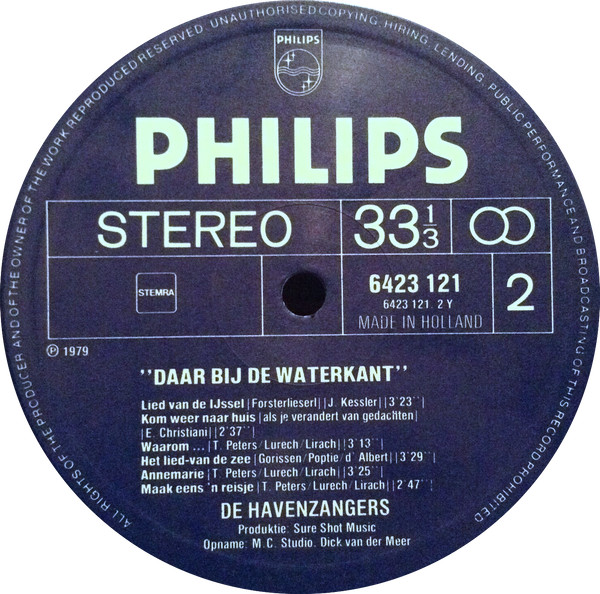 ALL RIGHTS OF THE PRODUCER AND OF THE OWNER OF THE WORK REPRODUCED RESERVED. UNAUTHORISED COPYING, HIRING, LENDING, PUBLIC PERFORMANCE AND BROADCASTING OF THIS RECORD PROHIBITED
PHILIPS
PHILIPS
STEREO 33 1/3
STEMRA 6423 121 2
6423 121. 2 Y
MADE IN HOLLAND
℗ 1979
''DAAR BIJ DE WATERKANT''
Lied van de IJssel |Forsterlieserl| |J. Kessler| |3'23''|
Kom weer naar huis |als je verandert van gedachten|
|E. Christiani| |2'37''|
Waarom ... |T. Peters/Lurech/Lirach| |3'13''|
Het lied-van de zee |Gorissen/Poptie/d'Albert| |3'29''|
Annemarie |T. Peters/Lurech/Lirach| |3'25''|
Maak eens 'n reisje |T. Peters/Lurech/Lirach| |2'47''|
DE HAVENZANGERS
Produktie: Sure Shot Music
Opname: M.C. Studio. Dick van der Meer